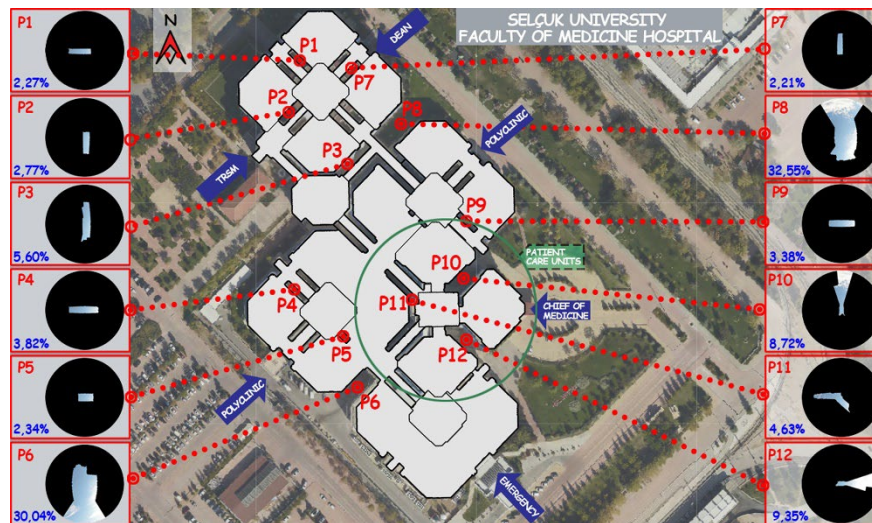 P1
2,27%
P2
2,77%
P3
5,60%
P4
3,82%
P5
2,34%
P6
30,04%
N
SELÇUK UNIVERSITY
FACULTY OF MEDICINE HOSPITAL
DEAN
POLYCLINIC
TRSM
PATIENT
CARE UNITS
CHIEF OF
MEDICINE
POLYCLINIC
EMERGENCY
P1
P7
P2
P8
P3
P9
P10
P4
P11
P5
P12
P6
P7
2,21%
P8
32,55%
P9
3,38%
P10
8,72%
P11
4,63%
P12
9,35%